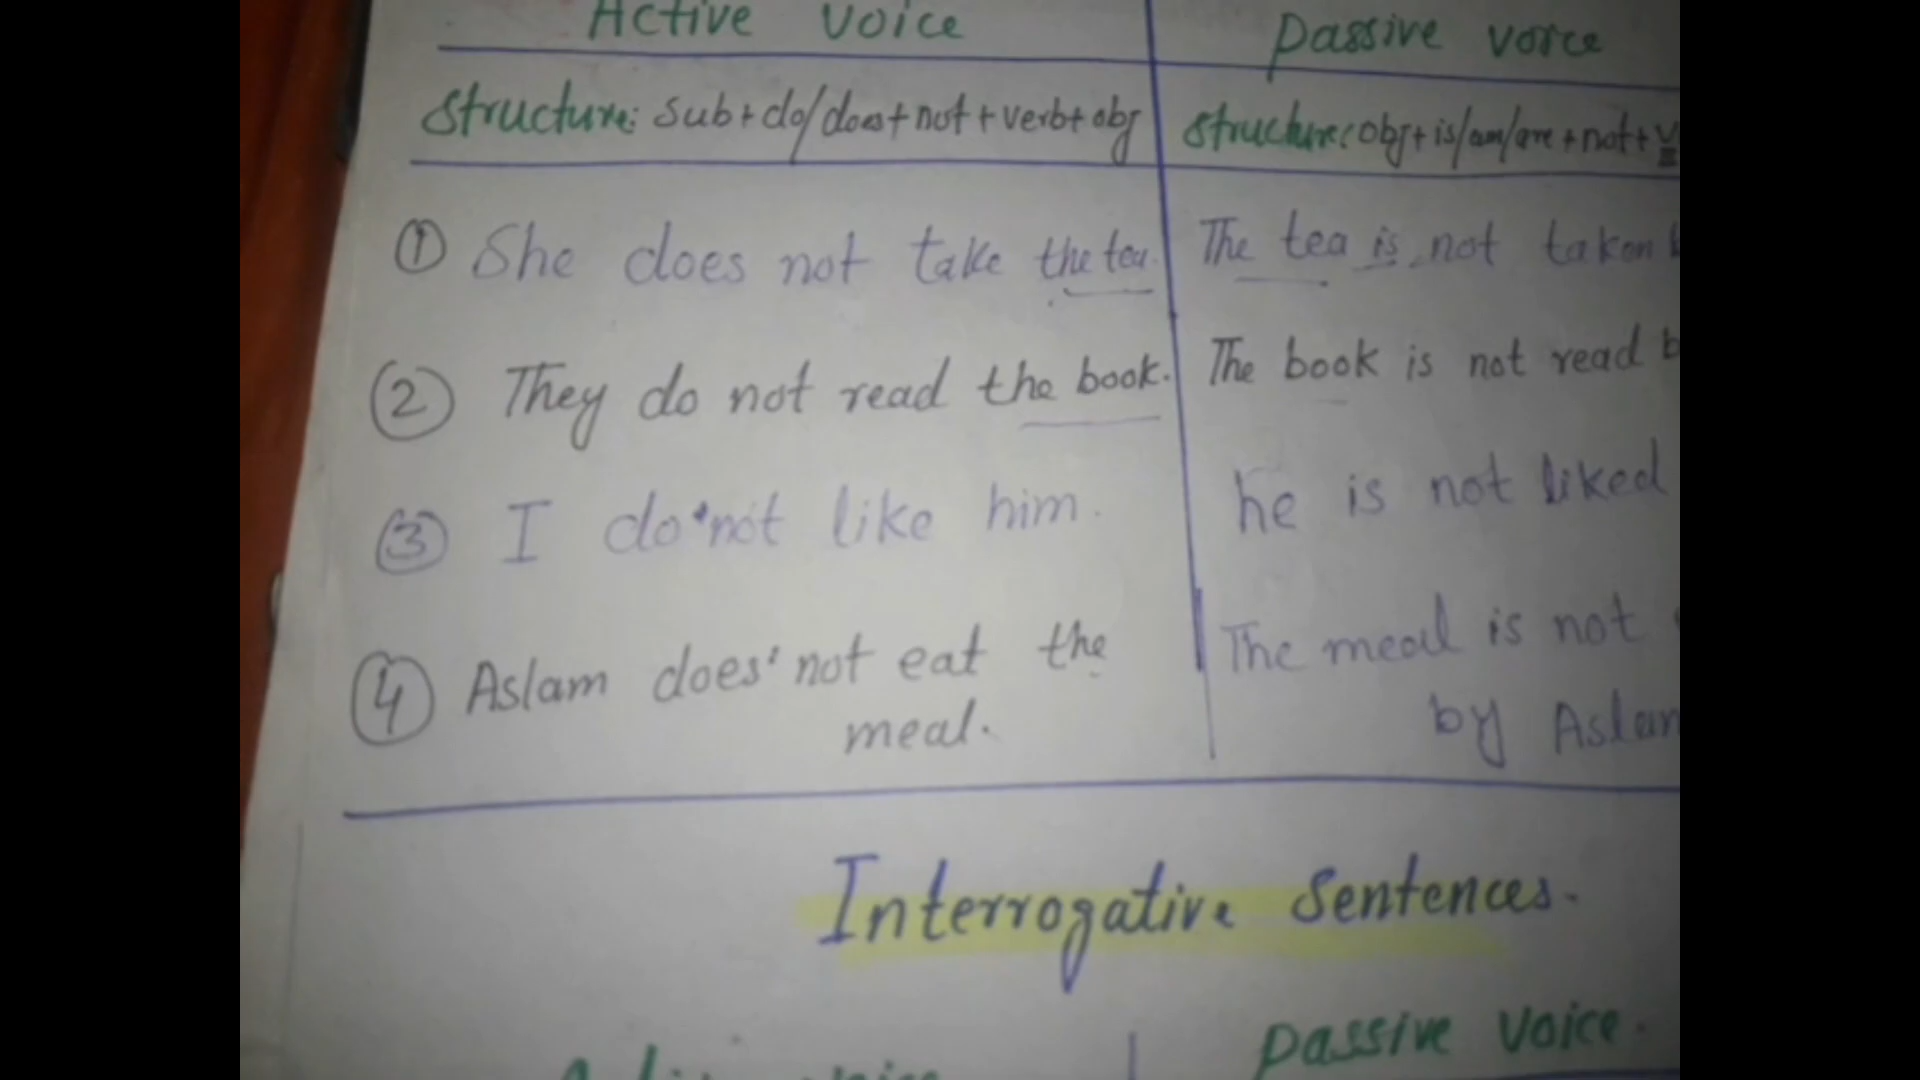 Active Voice
Passive voice
Structure: Sub+do/does+not+verb+obj
Structure: obj+is/am/are+not+V
① She does not take the tea.
The tea is not taken
② They do not read the book.
The book is not read b
③ I do not like him.
he is not liked
④ Aslam does not eat the
meal.
The meal is not
by Aslam
Interrogative Sentences.
Passive Voice.
Active voice